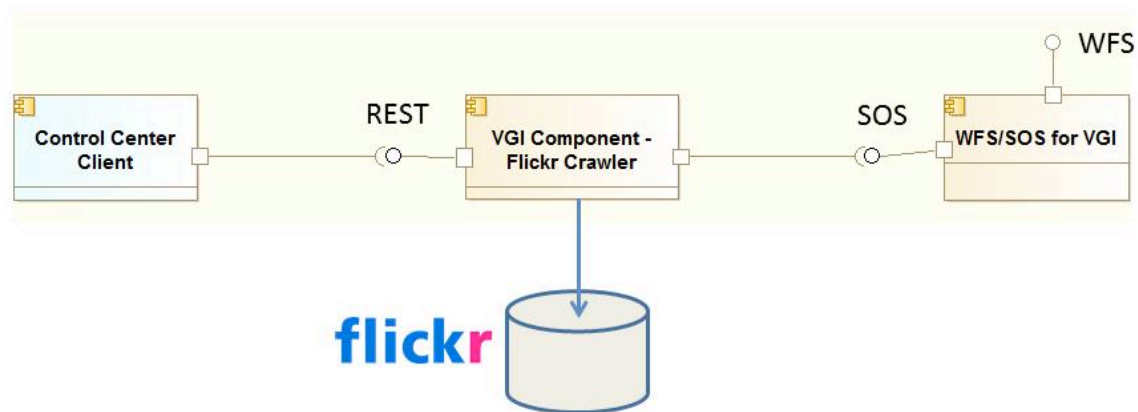 WFS
REST
SOS
Control Center
Client
VGI Component -
Flickr Crawler
WFS/SOS for VGI
flickr